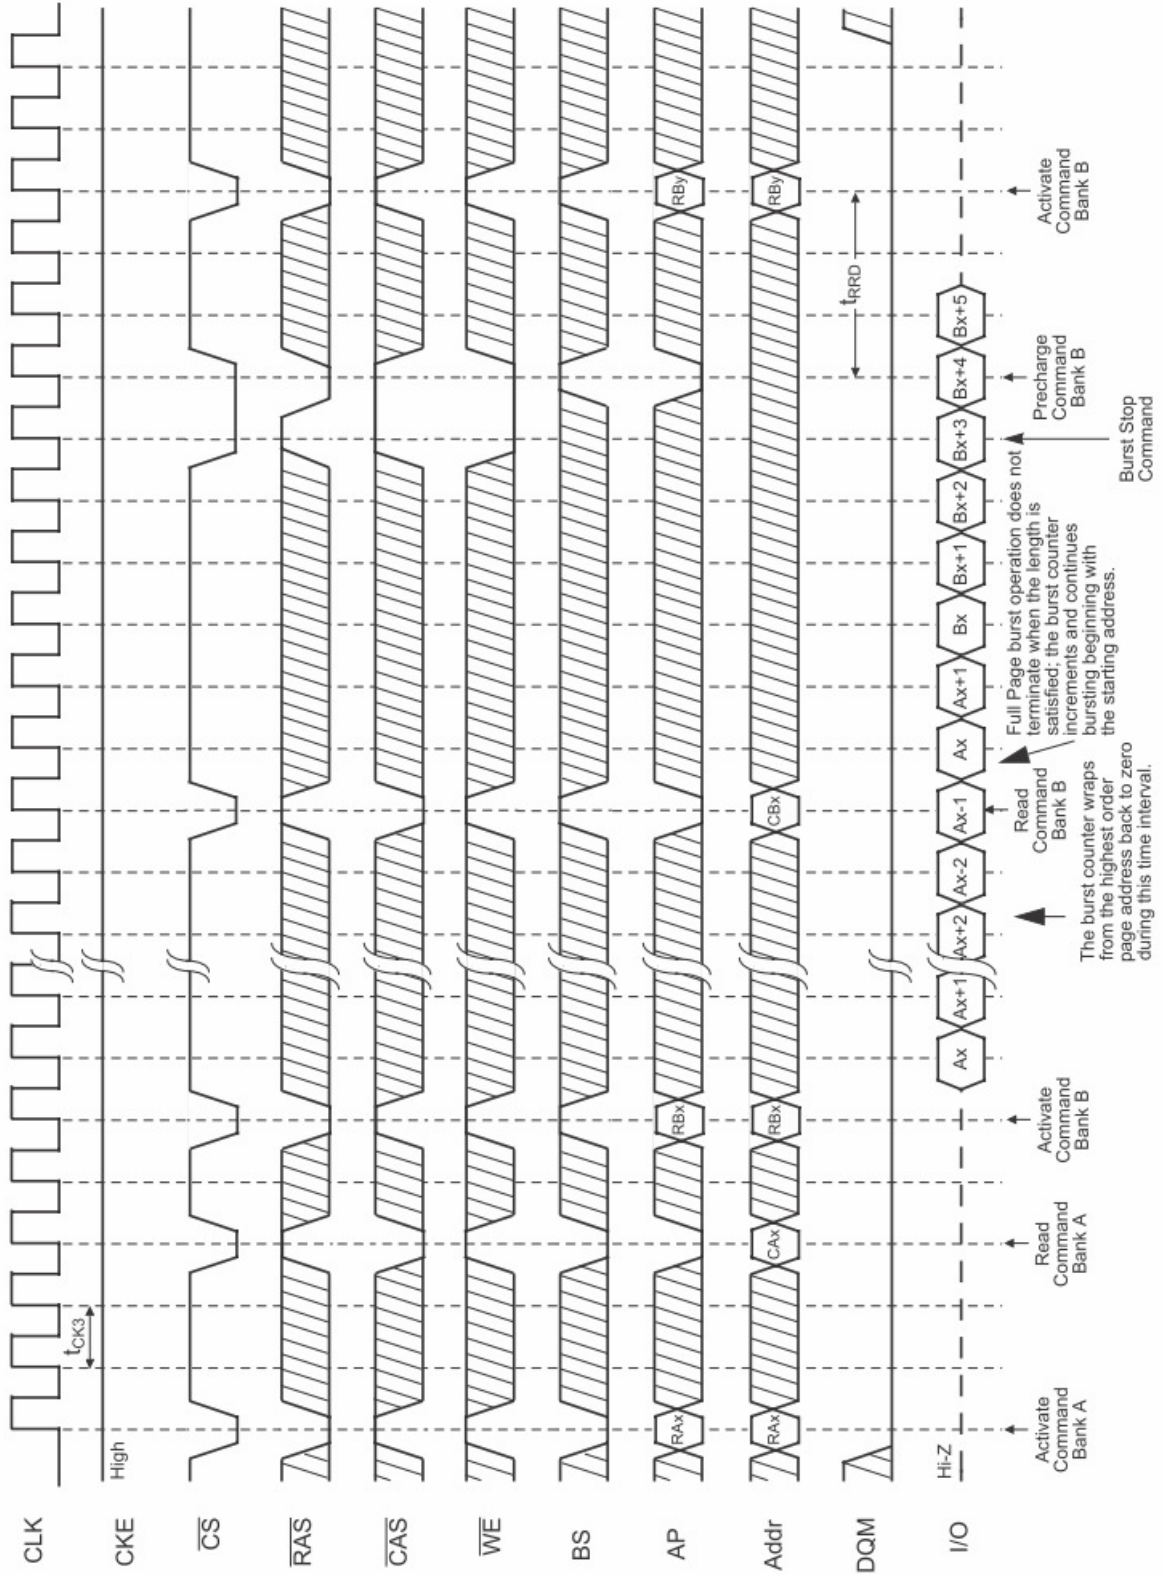 CLK
t CK3
CKE
High
C̅S̅
R̅A̅S̅
C̅A̅S̅
W̅E̅
BS
AP
RAx
RBx
RBy
Addr
RAx
CAx
RBx
CBx
RBy
DQM
tRRD
I/O
Hi-Z
Ax
Ax+1
Ax+2
Ax-2
Ax-1
Ax
Ax+1
Bx
Bx+1
Bx+2
Bx+3
Bx+4
Bx+5
Activate
Command
Bank A
Read
Command
Bank A
Activate
Command
Bank B
The burst counter wraps
from the highest order
page address back to zero
during this time interval.
Read
Command
Bank B
Full Page burst operation does not
terminate when the length is
satisfied; the burst counter
increments and continues
bursting beginning with
the starting address.
Burst Stop
Command
Precharge
Command
Bank B
Activate
Command
Bank B